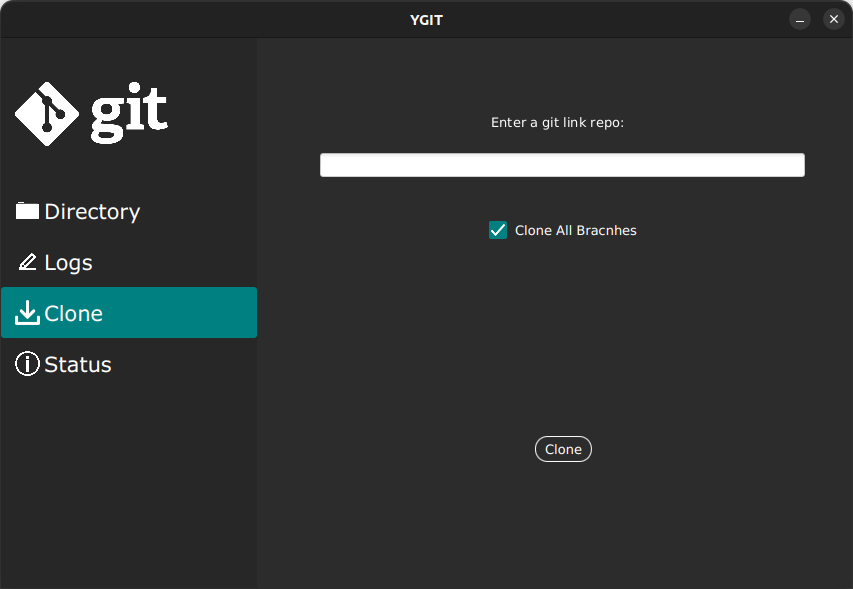 YGIT
git
Directory
Logs
Clone
Status
Enter a git link repo:
Clone All Bracnhes
Clone